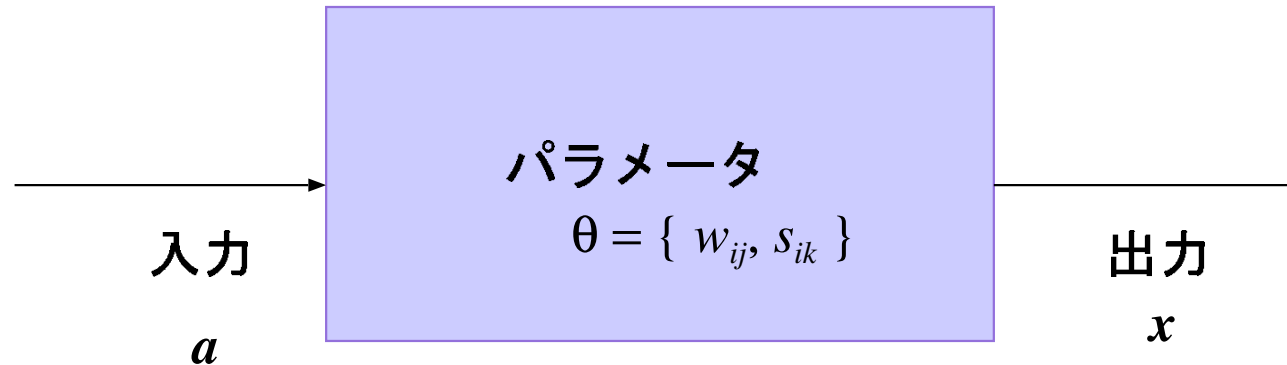 入力
a
パラメータ
θ = { w_ij, s_ik }
出力
x